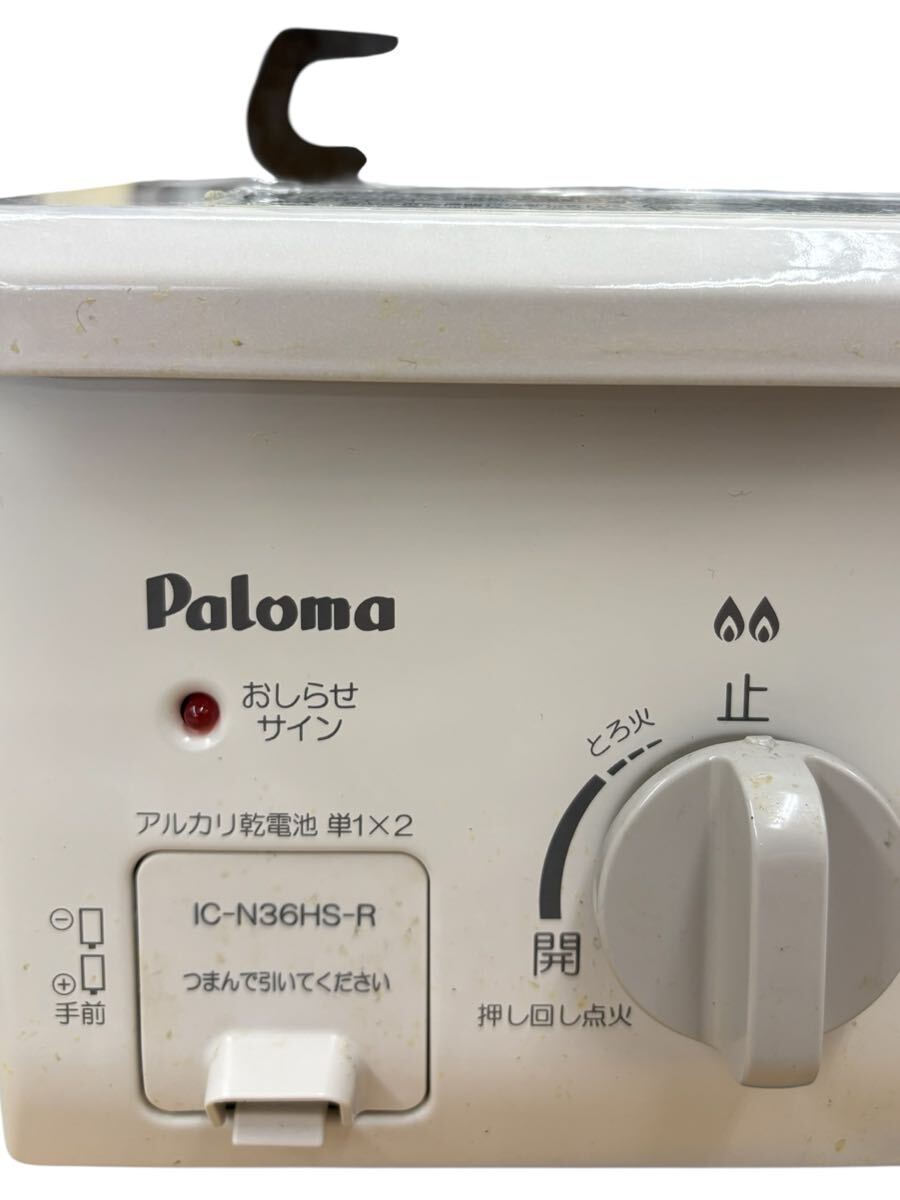 Paloma
おしらせ
サイン
アルカリ乾電池 単1×2
IC-N36HS-R
つまんで引いてください
⊖
⊕
手前
止
とろ火
開
押し回し点火